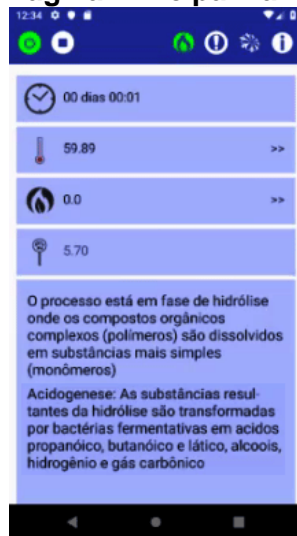 12:34
00 dias 00:01
59.89 >>
0.0 >>
5.70
O processo está em fase de hidrólise
onde os compostos orgânicos
complexos (polímeros) são dissolvidos
em substâncias mais simples
(monômeros)
Acidogenese: As substâncias resul-
tantes da hidrólise são transformadas
por bactérias fermentativas em acidos
propanóico, butanóico e lático, alcoois,
hidrogênio e gás carbônico